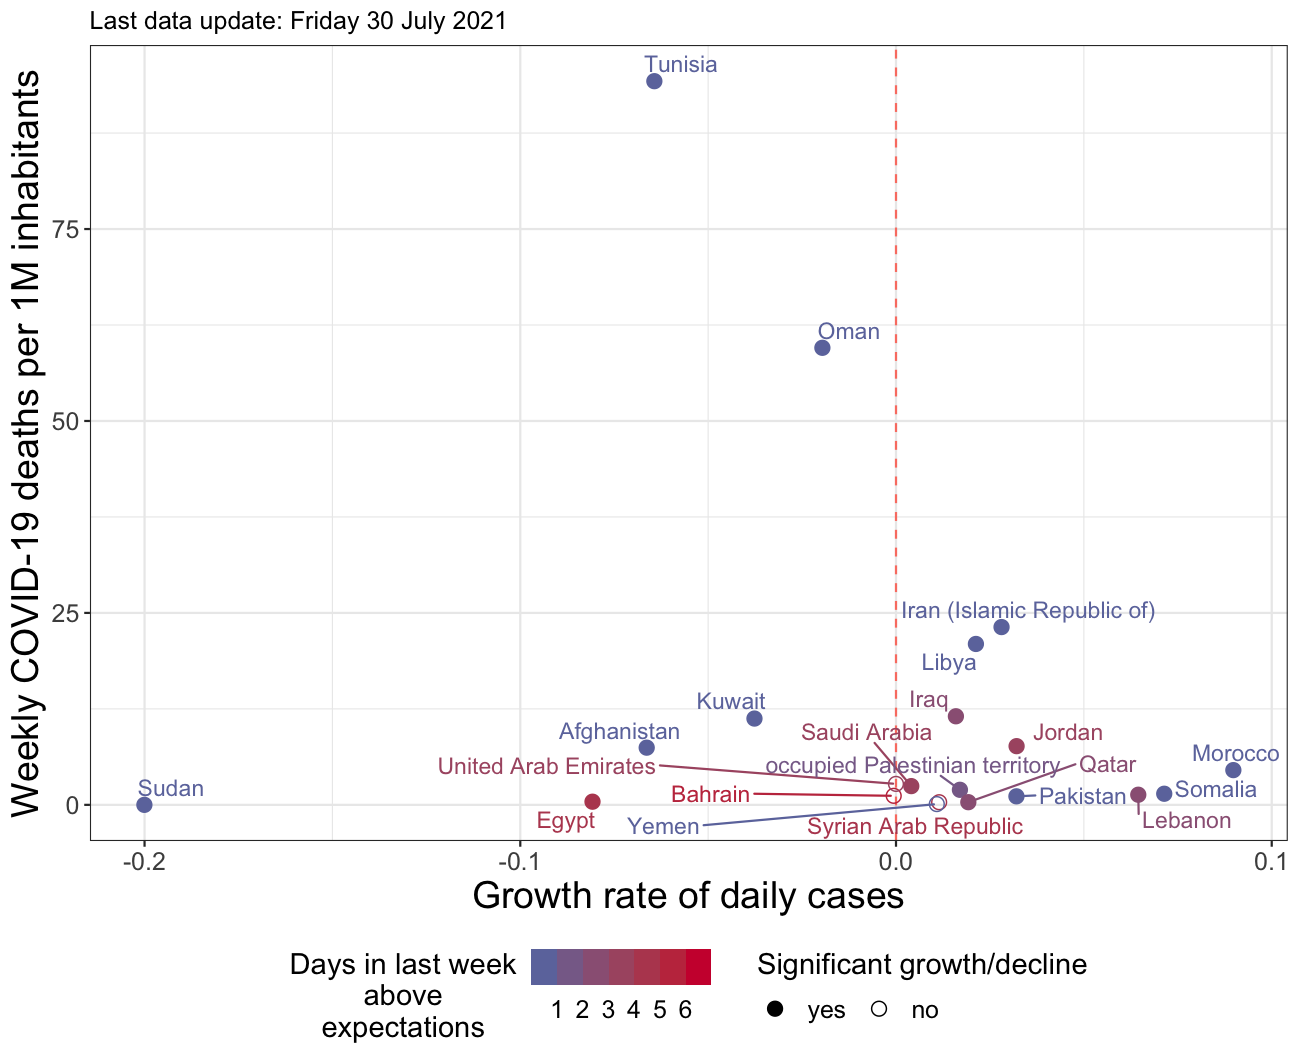 Last data update: Friday 30 July 2021
Weekly COVID-19 deaths per 1M inhabitants
75
50
25
0
Tunisia
Oman
Iran (Islamic Republic of)
Libya
Iraq
Kuwait
Afghanistan
Saudi Arabia
Jordan
Morocco
United Arab Emirates
occupied Palestinian territory
Qatar
Sudan
Bahrain
Pakistan
Somalia
Egypt
Yemen
Syrian Arab Republic
Lebanon
-0.2
-0.1
0.0
0.1
Growth rate of daily cases
Days in last week
above
expectations
1 2 3 4 5 6
Significant growth/decline
yes no